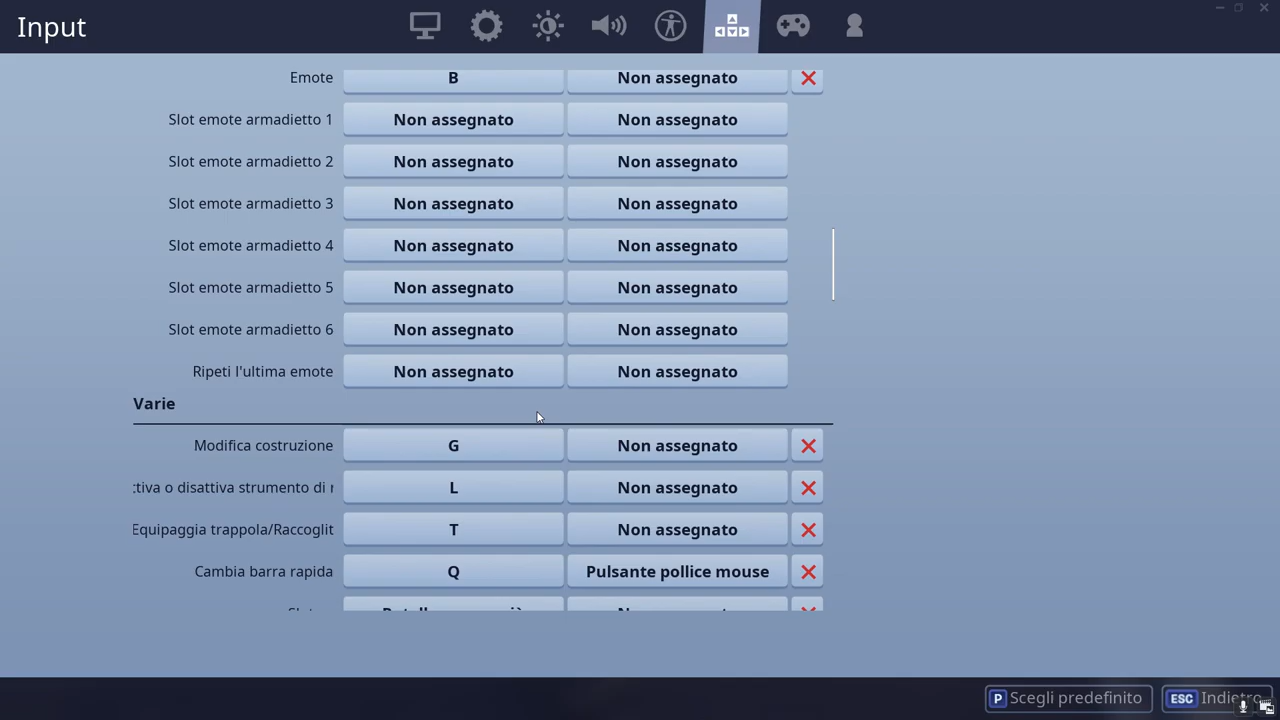 Input
Emote B Non assegnato
Slot emote armadietto 1 Non assegnato Non assegnato
Slot emote armadietto 2 Non assegnato Non assegnato
Slot emote armadietto 3 Non assegnato Non assegnato
Slot emote armadietto 4 Non assegnato Non assegnato
Slot emote armadietto 5 Non assegnato Non assegnato
Slot emote armadietto 6 Non assegnato Non assegnato
Ripeti l'ultima emote Non assegnato Non assegnato
Varie
Modifica costruzione G Non assegnato
ctiva o disattiva strumento di L Non assegnato
Equipaggia trappola/Raccoglit T Non assegnato
Cambia barra rapida Q Pulsante pollice mouse
P Scegli predefinito ESC Indietro